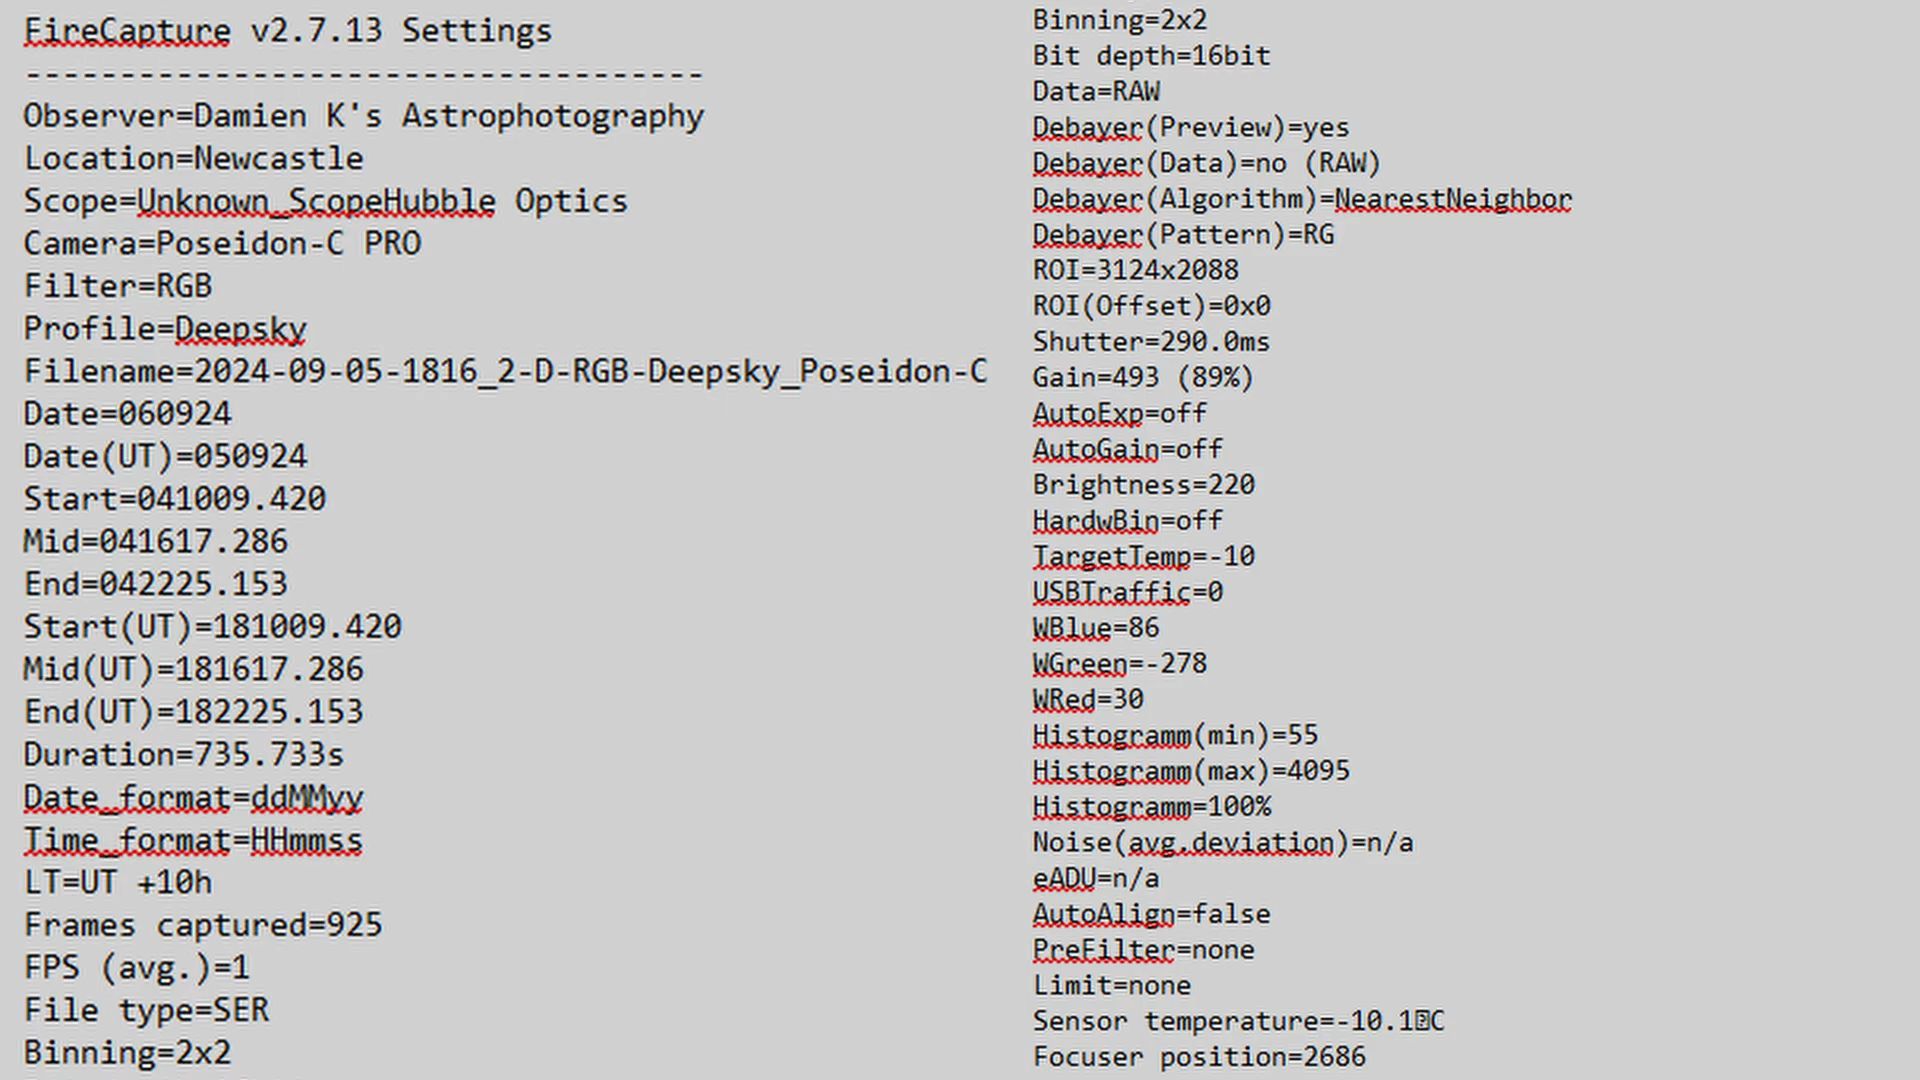 FireCapture v2.7.13 Settings
------------------------------------
Observer=Damien K's Astrophotography
Location=Newcastle
Scope=Unknown_ScopeHubble Optics
Camera=Poseidon-C PRO
Filter=RGB
Profile=Deepsky
Filename=2024-09-05-1816_2-D-RGB-Deepsky_Poseidon-C
Date=060924
Date(UT)=050924
Start=041009.420
Mid=041617.286
End=042225.153
Start(UT)=181009.420
Mid(UT)=181617.286
End(UT)=182225.153
Duration=735.733s
Date_format=ddMMyy
Time_format=HHmmss
LT=UT +10h
Frames captured=925
FPS (avg.)=1
File type=SER
Binning=2x2
Binning=2x2
Bit depth=16bit
Data=RAW
Debayer(Preview)=yes
Debayer(Data)=no (RAW)
Debayer(Algorithm)=NearestNeighbor
Debayer(Pattern)=RG
ROI=3124x2088
ROI(Offset)=0x0
Shutter=290.0ms
Gain=493 (89%)
AutoExp=off
AutoGain=off
Brightness=220
HardwBin=off
TargetTemp=-10
USBTraffic=0
WBlue=86
WGreen=-278
WRed=30
Histogramm(min)=55
Histogramm(max)=4095
Histogramm=100%
Noise(avg.deviation)=n/a
eADU=n/a
AutoAlign=false
PreFilter=none
Limit=none
Sensor temperature=-10.1�C
Focuser position=2686